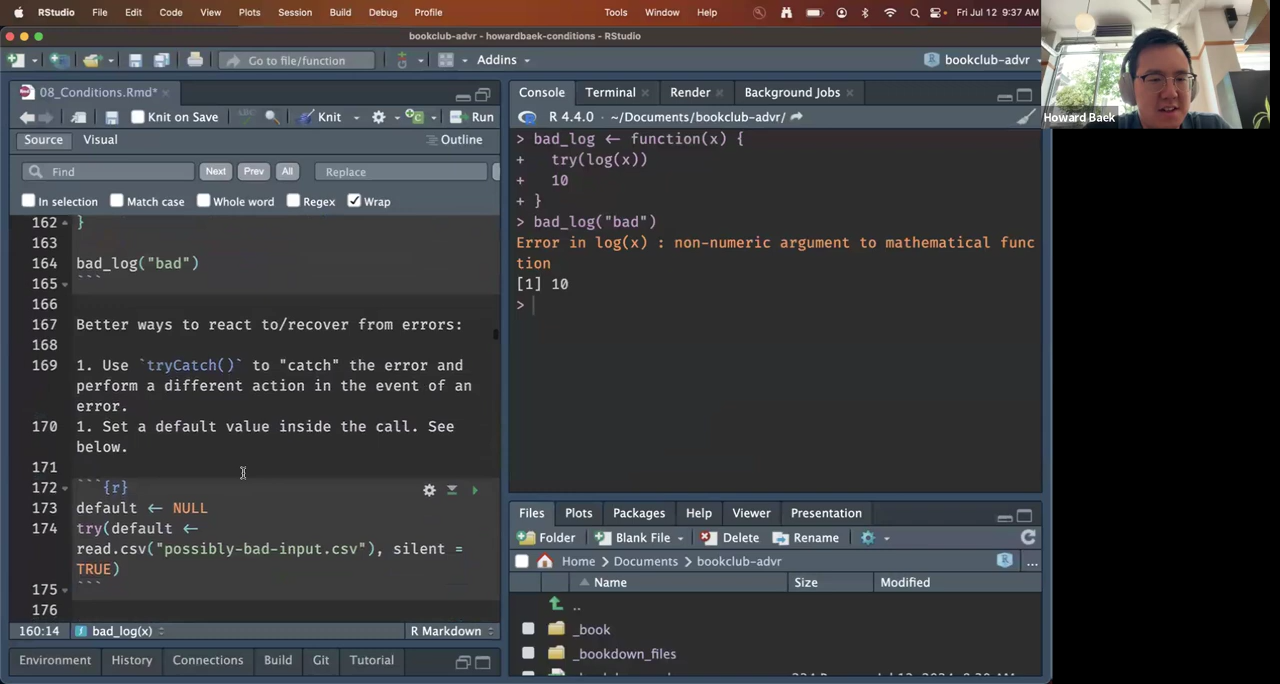 RStudio File Edit Code View Plots Session Build Debug Profile Tools Window Help Fri Jul 12 9:37 AM
bookclub-advr - howardbaek-conditions - RStudio
Go to file/function Addins bookclub-advr
08_Conditions.Rmd*
Knit on Save Knit Run
Source Visual Outline
Find Next Prev All Replace
In selection Match case Whole word Regex Wrap
162 }
163
164 bad_log("bad")
165 ```
166
167 Better ways to react to/recover from errors:
168
169 1. Use `tryCatch()` to "catch" the error and
perform a different action in the event of an
error.
170 1. Set a default value inside the call. See
below.
171
172 ```{r}
173 default <- NULL
174 try(default <-
read.csv("possibly-bad-input.csv"), silent =
TRUE)
175 ```
176
160:14 bad_log(x) R Markdown
Environment History Connections Build Git Tutorial
Console Terminal Render Background Jobs
R 4.4.0 · ~/Documents/bookclub-advr/
> bad_log <- function(x) {
+ try(log(x))
+ 10
+ }
> bad_log("bad")
Error in log(x) : non-numeric argument to mathematical func
tion
[1] 10
>
Files Plots Packages Help Viewer Presentation
Folder Blank File Delete Rename
Home Documents bookclub-advr ...
Name Size Modified
..
_book
_bookdown_files
Howard Baek